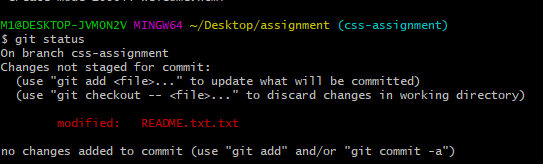 M1@DESKTOP-JVMON2V MINGW64 ~/Desktop/assignment (css-assignment)
$ git status
On branch css-assignment
Changes not staged for commit:
  (use "git add <file>..." to update what will be committed)
  (use "git checkout -- <file>..." to discard changes in working directory)

        modified:   README.txt.txt

no changes added to commit (use "git add" and/or "git commit -a")